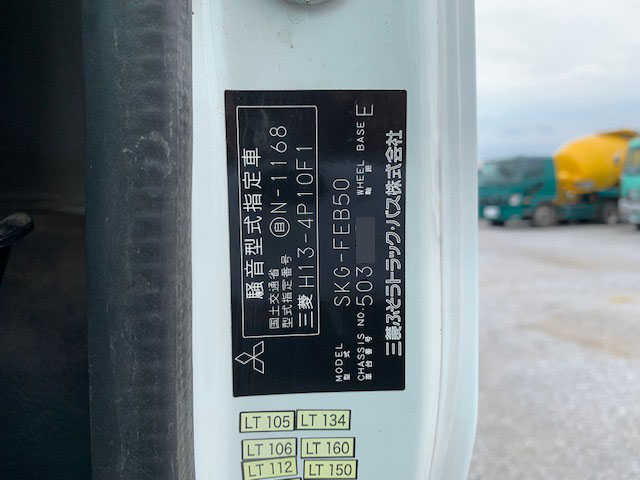 騒音型式指定車
国土交通省
型式指定番号 自N-1168
三菱 H13-4P10F1
MODEL
型式 SKG-FEB50
CHASSIS NO. 503 WHEEL BASE E
車台番号 軸距
三菱ふそうトラック・バス株式会社
LT 105 LT 134
LT 106 LT 160
LT 112 LT 150